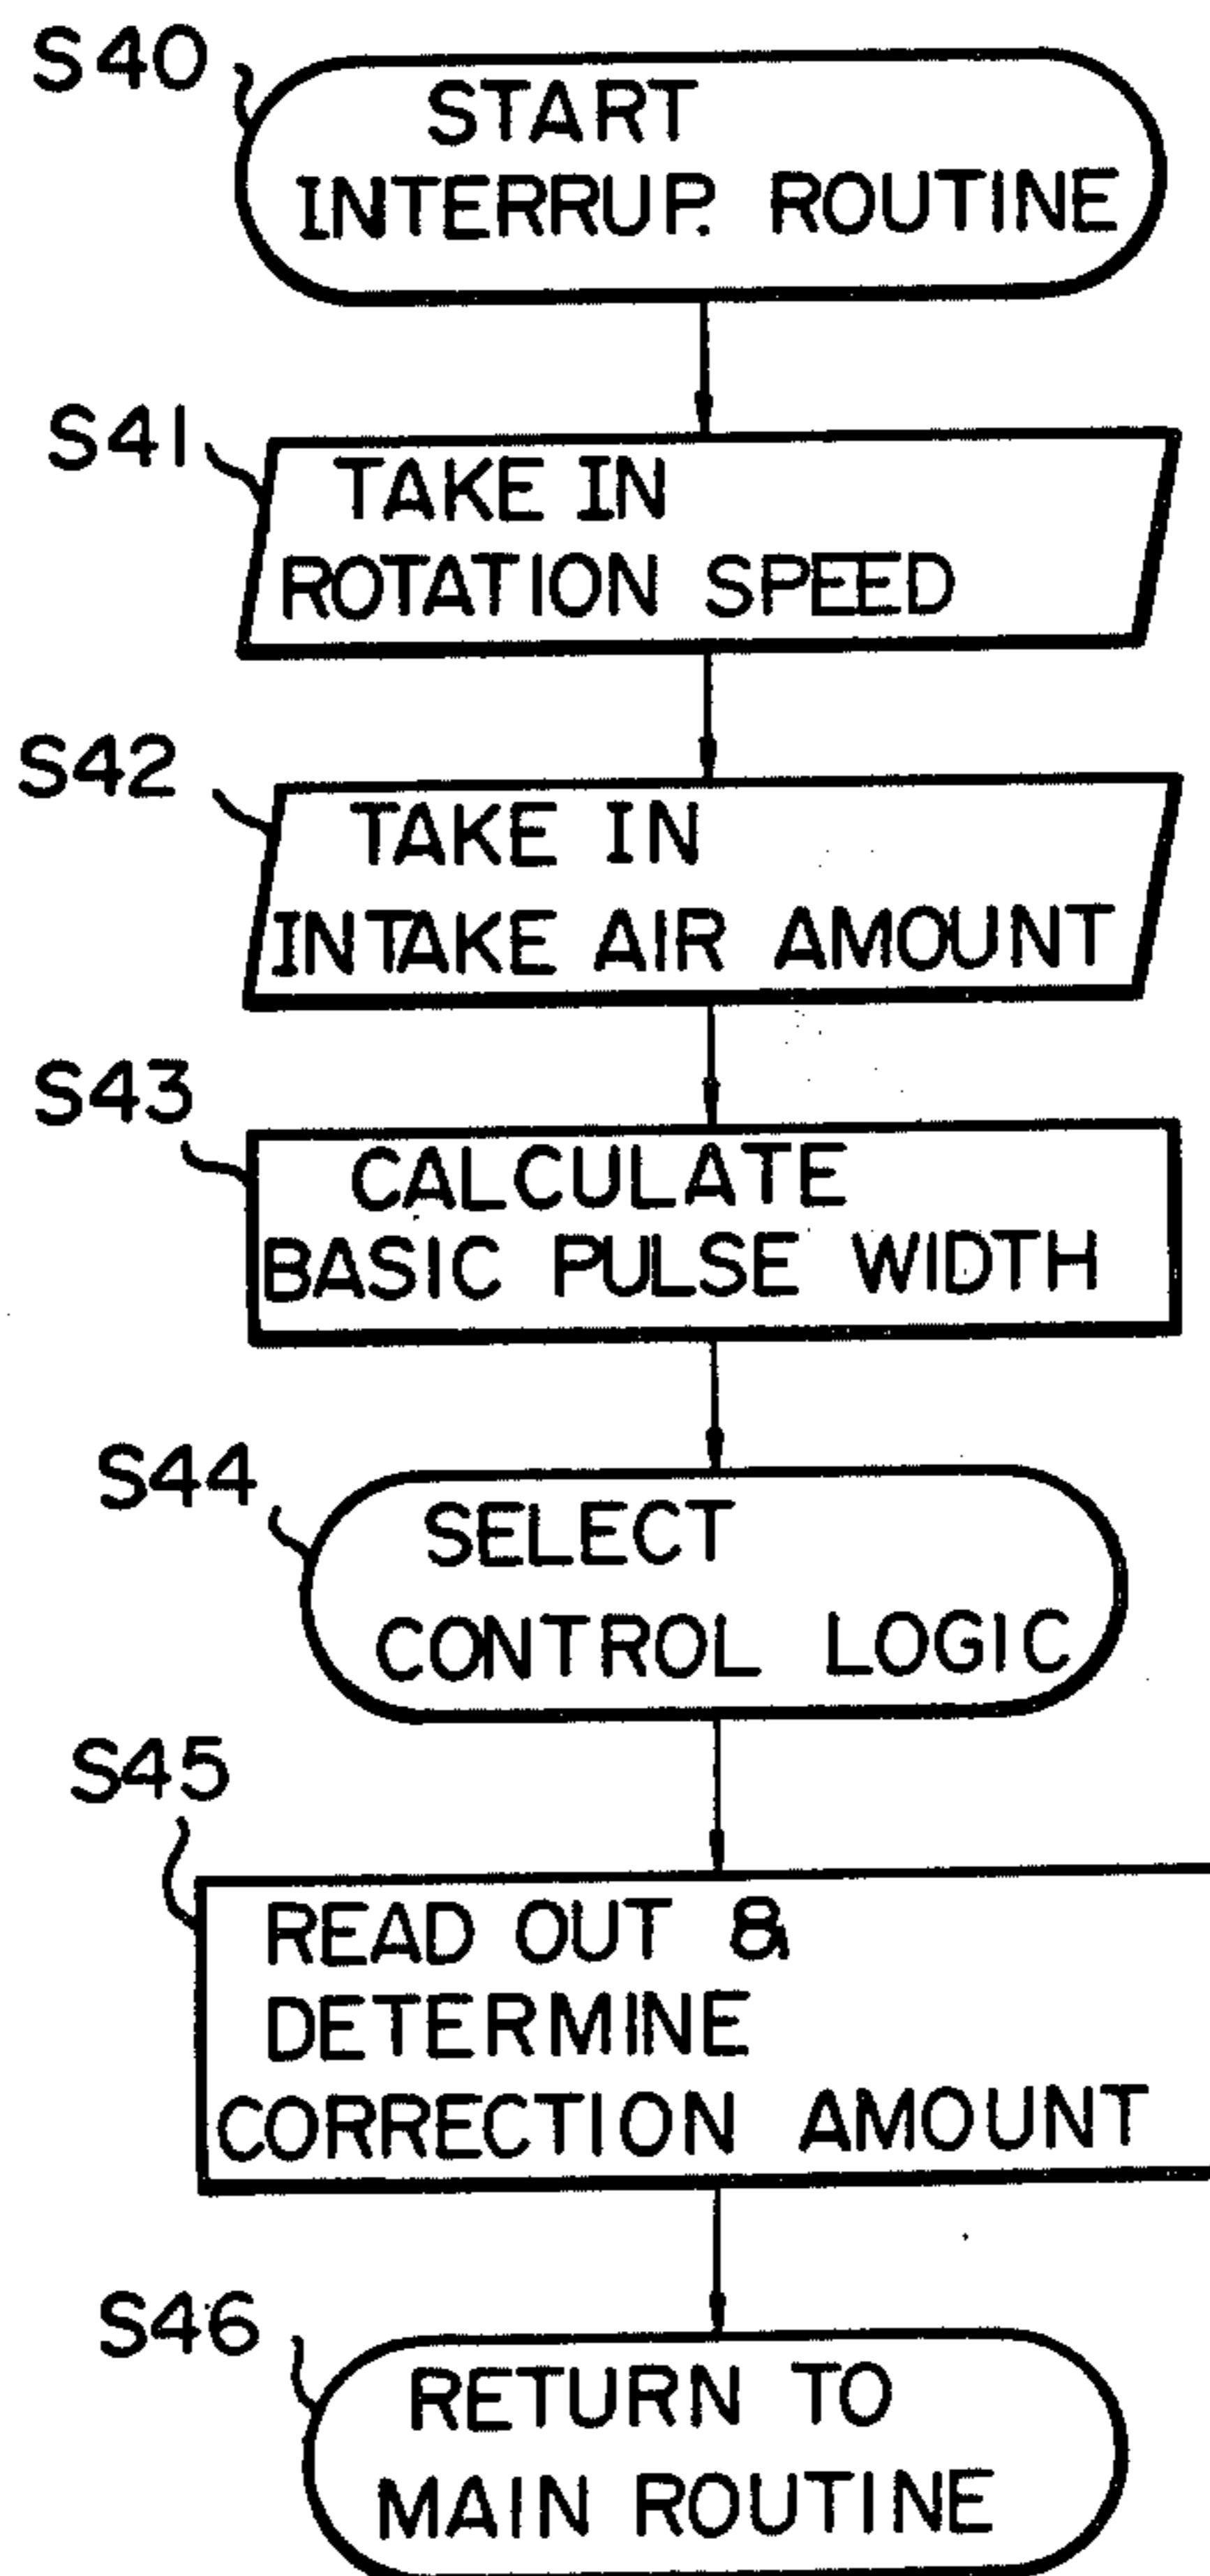 S40
START
INTERRUP. ROUTINE
S41
TAKE IN
ROTATION SPEED
S42
TAKE IN
INTAKE AIR AMOUNT
S43
CALCULATE
BASIC PULSE WIDTH
S44
SELECT
CONTROL LOGIC
S45
READ OUT &
DETERMINE
CORRECTION AMOUNT
S46
RETURN TO
MAIN ROUTINE